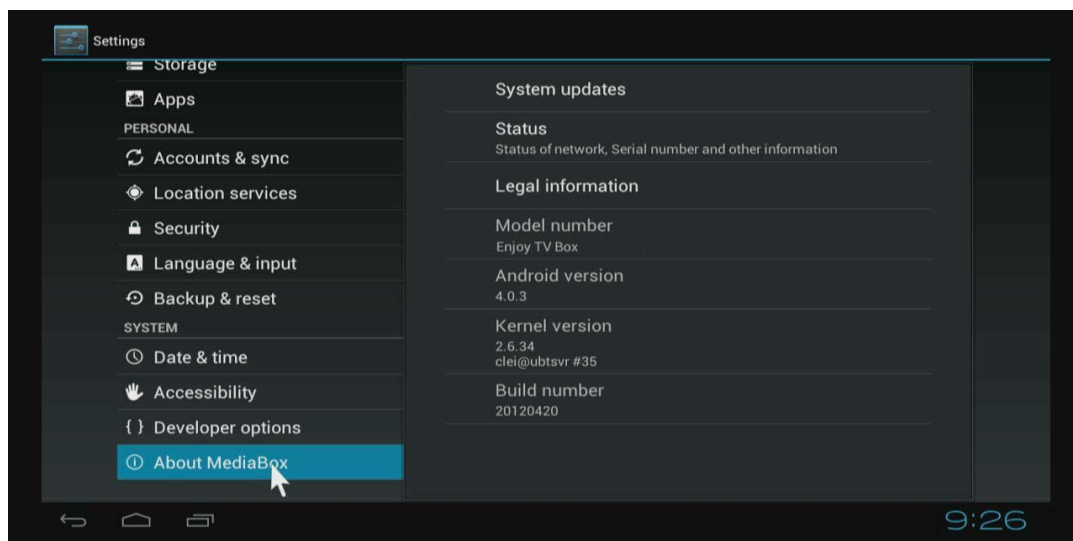 Settings
Storage
Apps
PERSONAL
Accounts & sync
Location services
Security
Language & input
Backup & reset
SYSTEM
Date & time
Accessibility
{ } Developer options
About MediaBox
System updates
Status
Status of network, Serial number and other information
Legal information
Model number
Enjoy TV Box
Android version
4.0.3
Kernel version
2.6.34
clei@ubtsvr #35
Build number
20120420
9:26